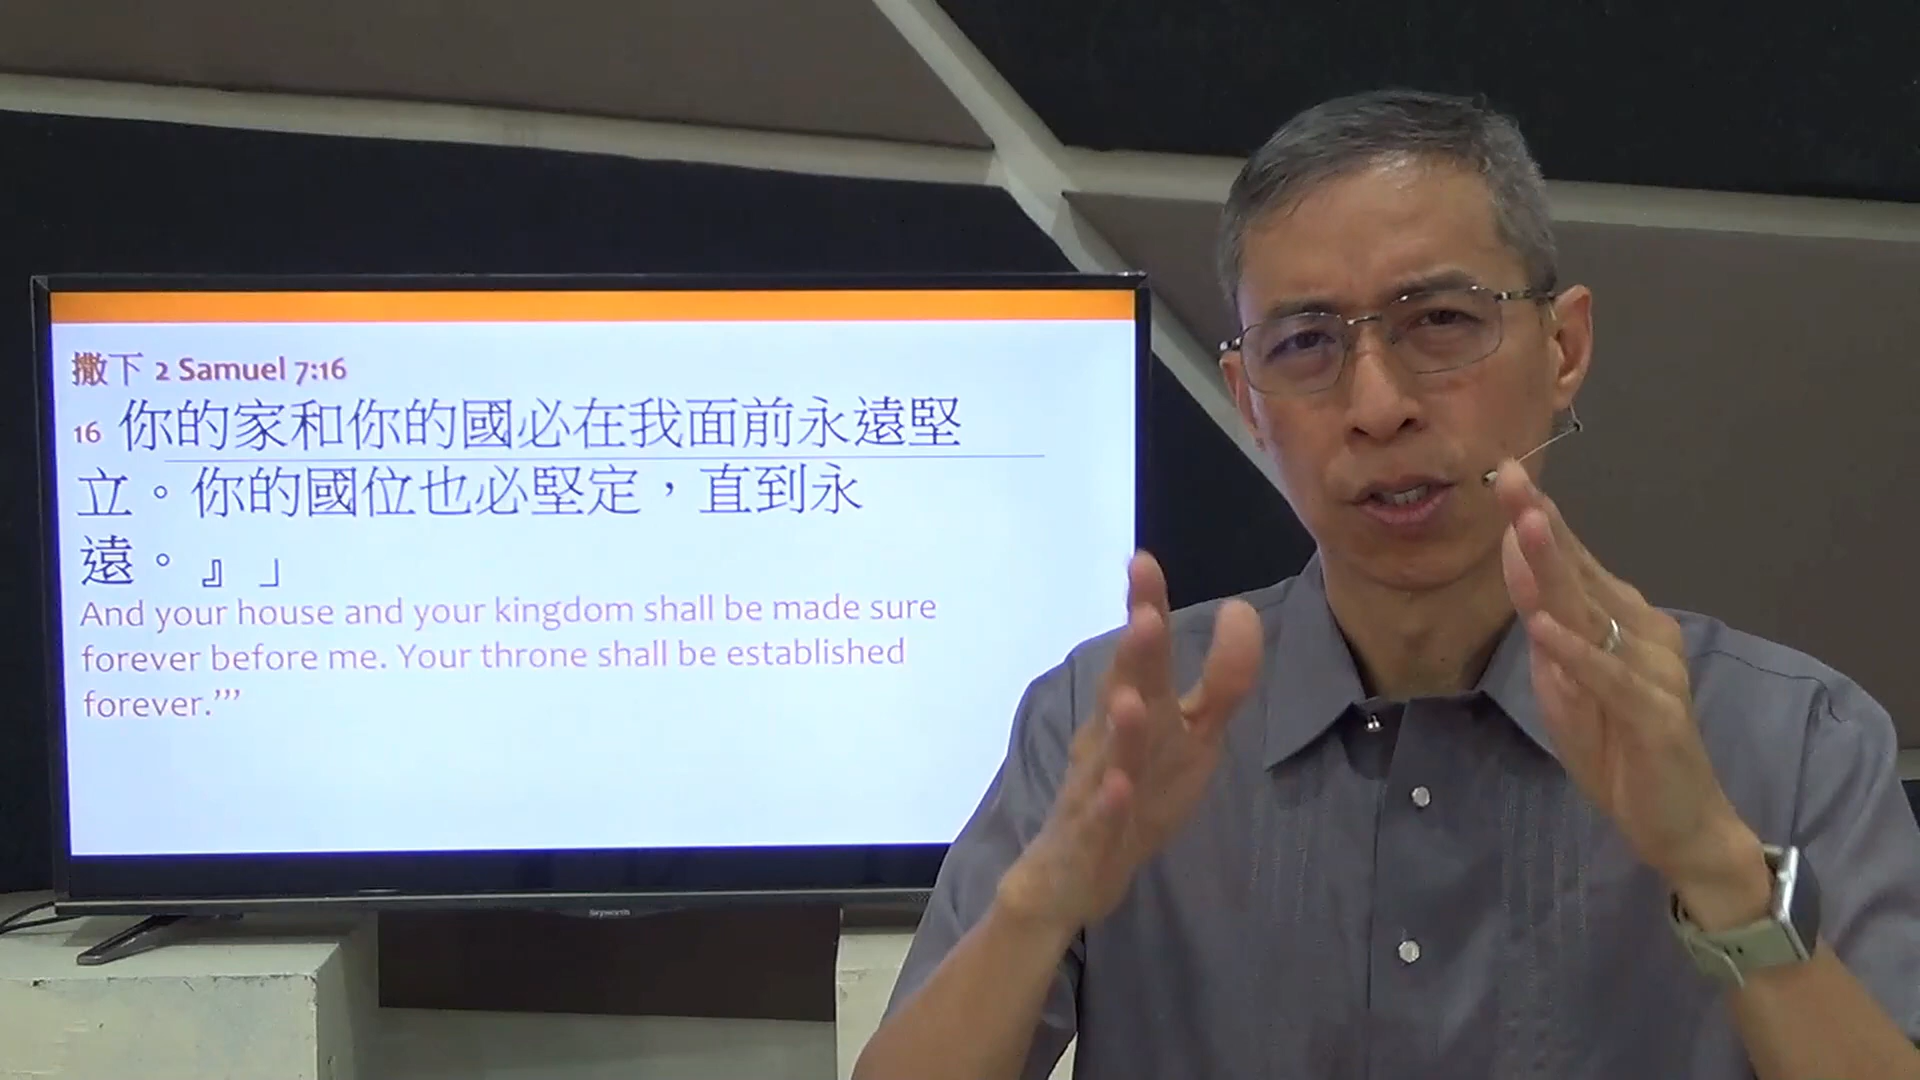 撒下 2 Samuel 7:16
16 你的家和你的國必在我面前永遠堅
立。你的國位也必堅定，直到永
遠。』」
And your house and your kingdom shall be made sure
forever before me. Your throne shall be established
forever.’”
Skyworth